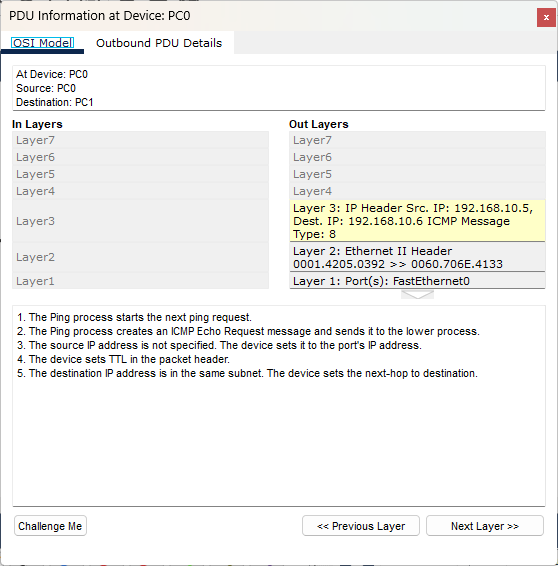 PDU Information at Device: PC0
x
OSI Model
Outbound PDU Details
At Device: PC0
Source: PC0
Destination: PC1
In Layers
Layer7
Layer6
Layer5
Layer4
Layer3
Layer2
Layer1
Out Layers
Layer7
Layer6
Layer5
Layer4
Layer 3: IP Header Src. IP: 192.168.10.5,
Dest. IP: 192.168.10.6 ICMP Message
Type: 8
Layer 2: Ethernet II Header
0001.4205.0392 >> 0060.706E.4133
Layer 1: Port(s): FastEthernet0
1. The Ping process starts the next ping request.
2. The Ping process creates an ICMP Echo Request message and sends it to the lower process.
3. The source IP address is not specified. The device sets it to the port's IP address.
4. The device sets TTL in the packet header.
5. The destination IP address is in the same subnet. The device sets the next-hop to destination.
Challenge Me
<< Previous Layer
Next Layer >>